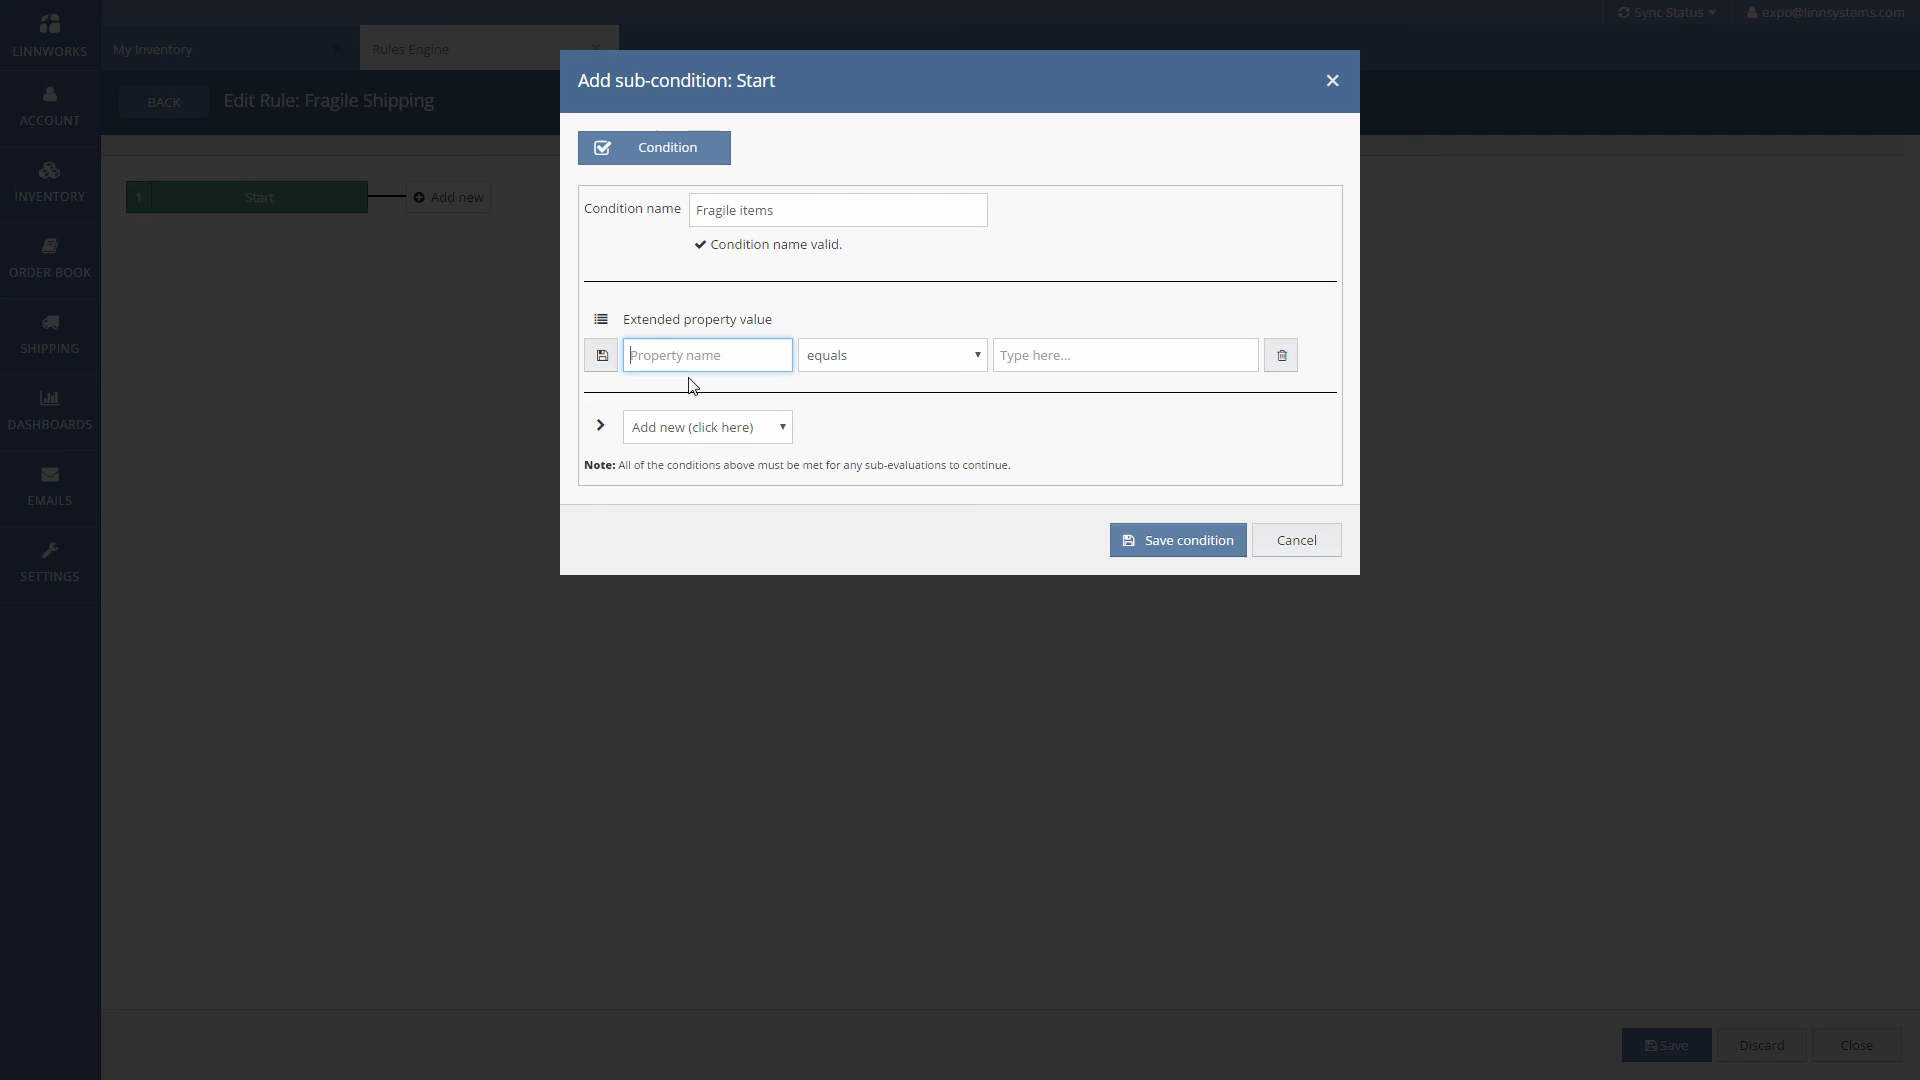 LINNWORKS
Sync Status
expo@linnsystems.com
My Inventory
Rules Engine
ACCOUNT
BACK
Edit Rule: Fragile Shipping
INVENTORY
1 Start
Add new
ORDER BOOK
SHIPPING
DASHBOARDS
EMAILS
SETTINGS
Add sub-condition: Start
Condition
Condition name Fragile items
Condition name valid.
Extended property value
Property name equals Type here...
Add new (click here)
Note: All of the conditions above must be met for any sub-evaluations to continue.
Save condition Cancel
Save Discard Close